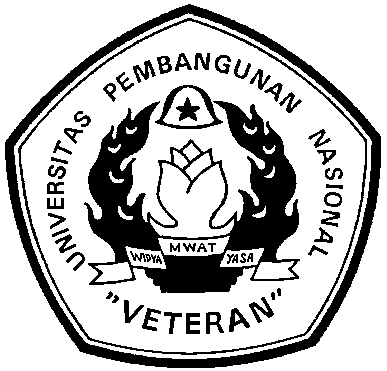 UNIVERSITAS PEMBANGUNAN NASIONAL
WIDYA MWAT YASA
"VETERAN"